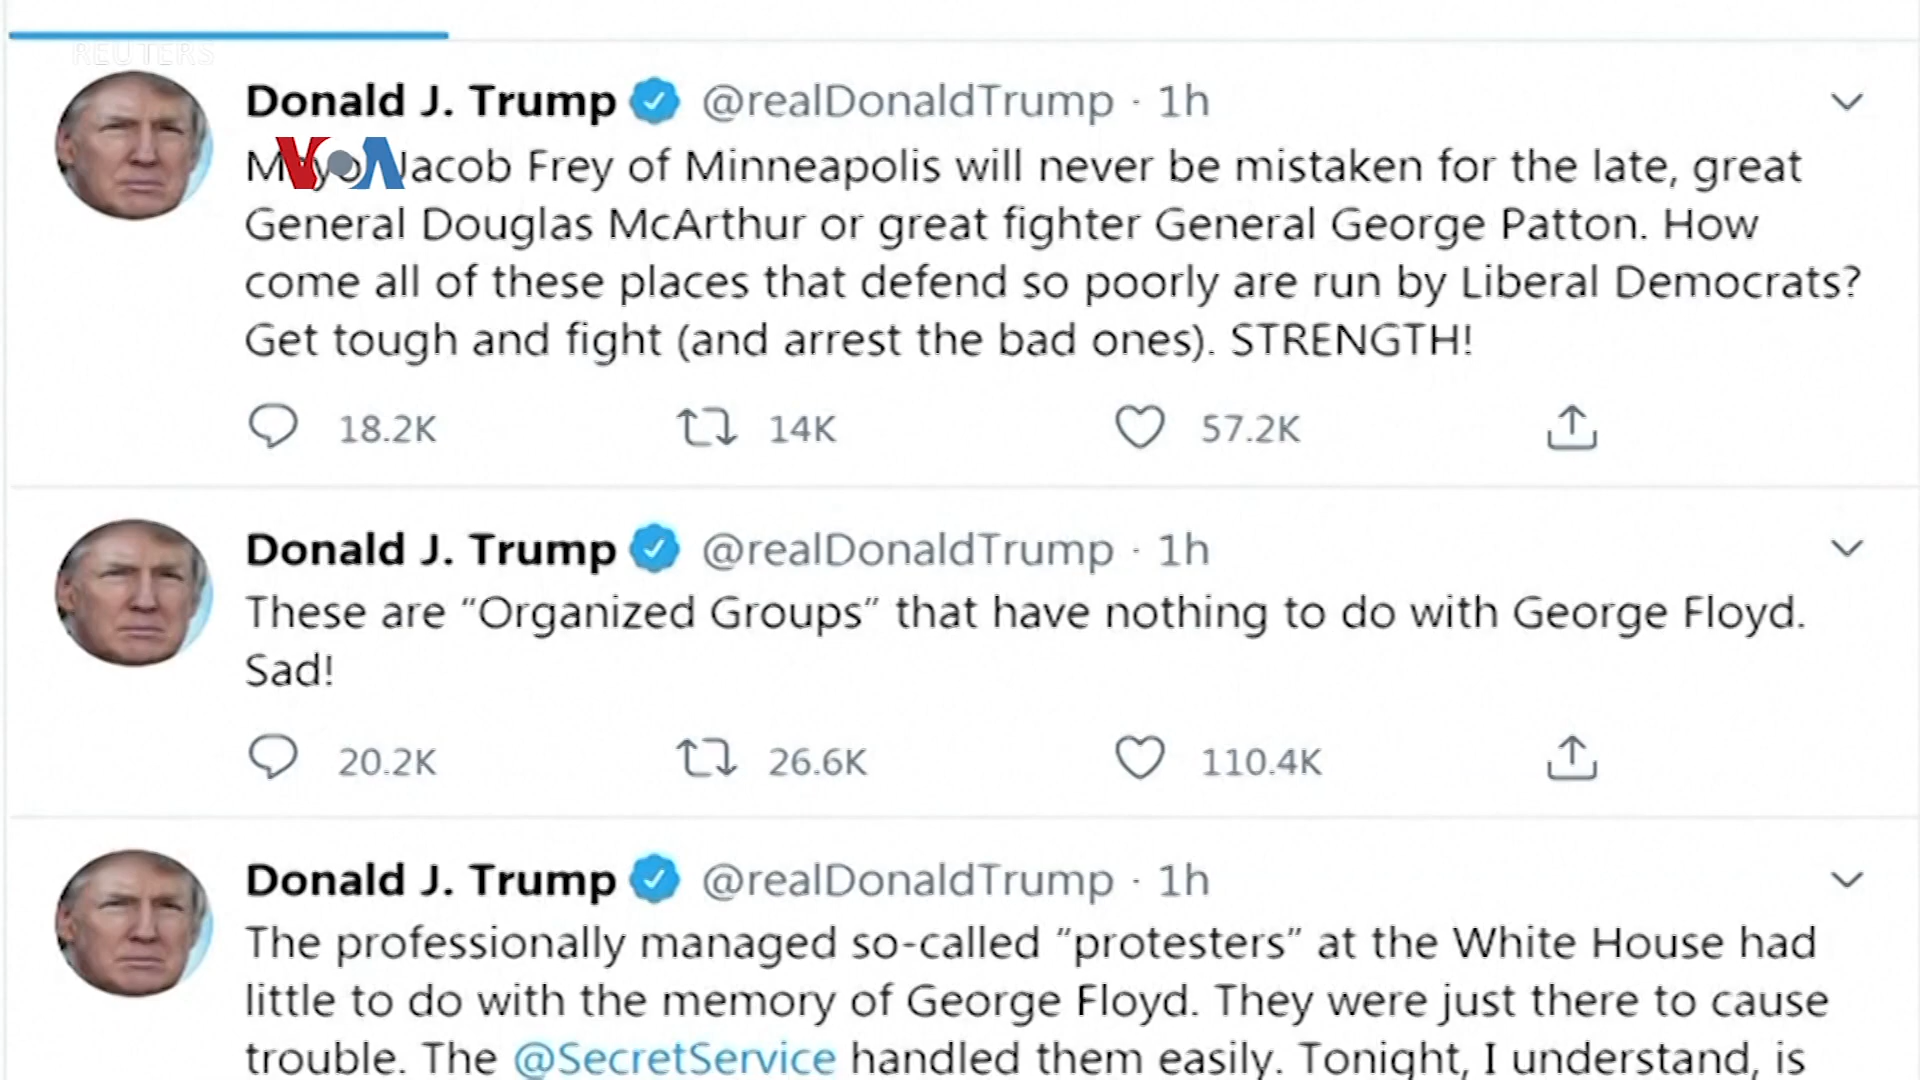 REUTERS
Donald J. Trump @realDonaldTrump · 1h
VOA
Mayor Jacob Frey of Minneapolis will never be mistaken for the late, great
General Douglas McArthur or great fighter General George Patton. How
come all of these places that defend so poorly are run by Liberal Democrats?
Get tough and fight (and arrest the bad ones). STRENGTH!
18.2K 14K 57.2K
Donald J. Trump @realDonaldTrump · 1h
These are “Organized Groups” that have nothing to do with George Floyd.
Sad!
20.2K 26.6K 110.4K
Donald J. Trump @realDonaldTrump · 1h
The professionally managed so-called “protesters” at the White House had
little to do with the memory of George Floyd. They were just there to cause
trouble. The @SecretService handled them easily. Tonight, I understand, is